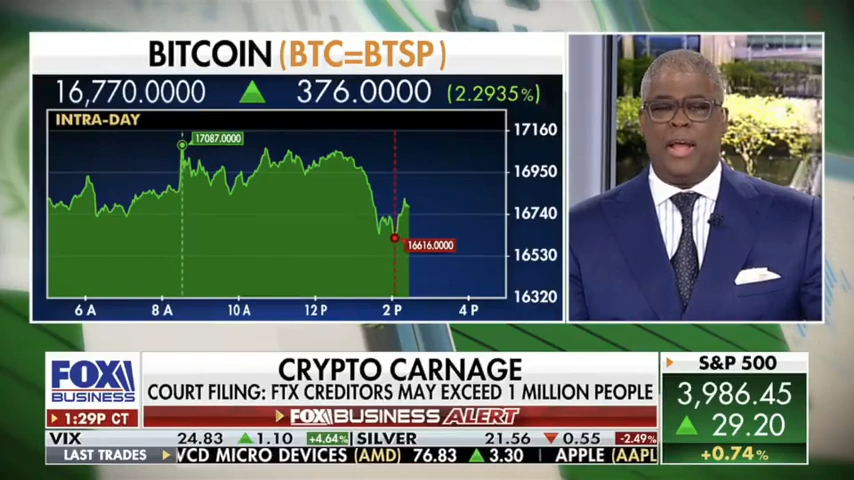 BITCOIN (BTC=BTSP)
16,770.0000 376.0000 (2.2935%)
INTRA-DAY
17087.0000
16616.0000
17160
16950
16740
16530
16320
6 A 8 A 10 A 12 P 2 P 4 P
FOX
BUSINESS
1:29P CT
CRYPTO CARNAGE
COURT FILING: FTX CREDITORS MAY EXCEED 1 MILLION PEOPLE
FOX BUSINESS ALERT
S&P 500
3,986.45
29.20
+0.74%
VIX 24.83 1.10 +4.64% SILVER 21.56 0.55 -2.49%
LAST TRADES VCD MICRO DEVICES (AMD) 76.83 3.30 APPLE (AAPL